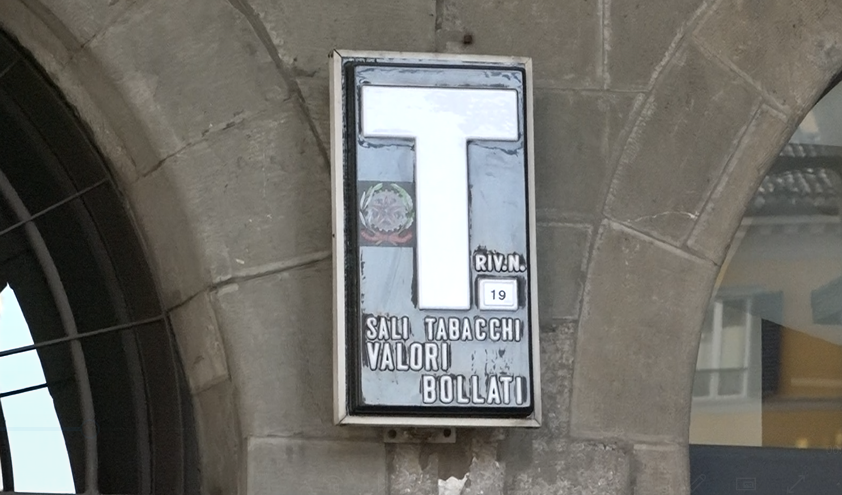 T
RIV.N.
19
SALI TABACCHI
VALORI
BOLLATI